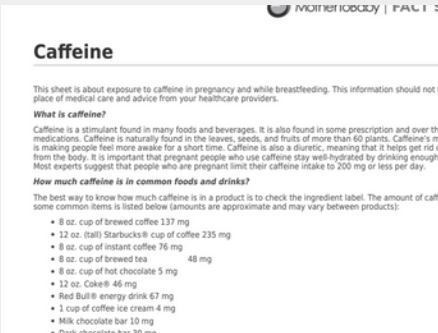 MotherToBaby | FACT S
Caffeine
This sheet is about exposure to caffeine in pregnancy and while breastfeeding. This information should not
place of medical care and advice from your healthcare providers.
What is caffeine?
Caffeine is a stimulant found in many foods and beverages. It is also found in some prescription and over th
medications. Caffeine is naturally found in the leaves, seeds, and fruits of more than 60 plants. Caffeine's m
is making people feel more awake for a short time. Caffeine is also a diuretic, meaning that it helps get rid
from the body. It is important that pregnant people who use caffeine stay well-hydrated by drinking enough
Most experts suggest that people who are pregnant limit their caffeine intake to 200 mg or less per day.
How much caffeine is in common foods and drinks?
The best way to know how much caffeine is in a product is to check the ingredient label. The amount of caff
some common items is listed below (amounts are approximate and may vary between products):
• 8 oz. cup of brewed coffee 137 mg
• 12 oz. (tall) Starbucks® cup of coffee 235 mg
• 8 oz. cup of instant coffee 76 mg
• 8 oz. cup of brewed tea 48 mg
• 8 oz. cup of hot chocolate 5 mg
• 12 oz. Coke® 46 mg
• Red Bull® energy drink 67 mg
• 1 cup of coffee ice cream 4 mg
• Milk chocolate bar 10 mg
• Dark chocolate bar 30 mg